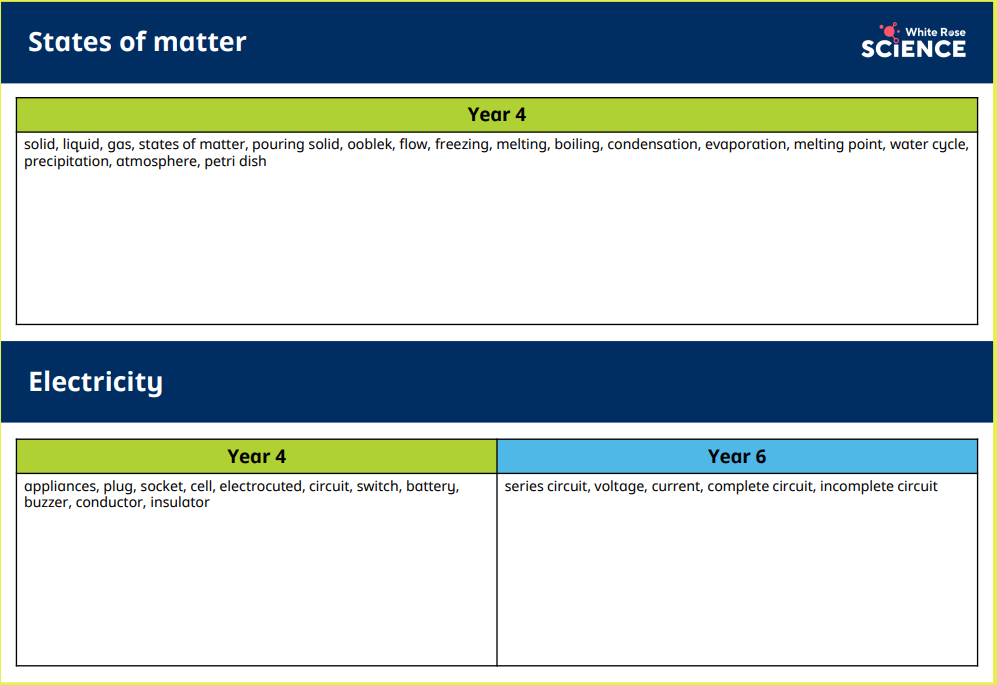 States of matter
White Rose
SCIENCE
Year 4
solid, liquid, gas, states of matter, pouring solid, ooblek, flow, freezing, melting, boiling, condensation, evaporation, melting point, water cycle,
precipitation, atmosphere, petri dish
Electricity
Year 4
appliances, plug, socket, cell, electrocuted, circuit, switch, battery,
buzzer, conductor, insulator
Year 6
series circuit, voltage, current, complete circuit, incomplete circuit